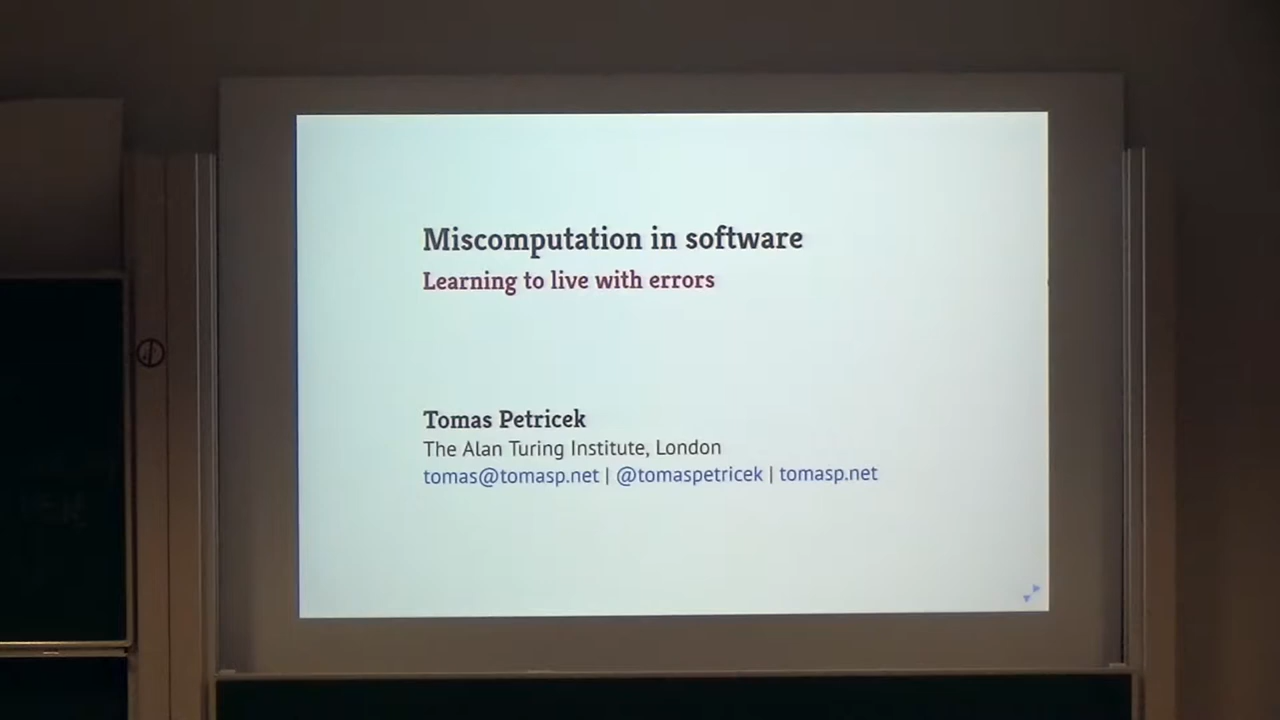 Miscomputation in software
Learning to live with errors
Tomas Petricek
The Alan Turing Institute, London
tomas@tomasp.net | @tomaspetricek | tomasp.net